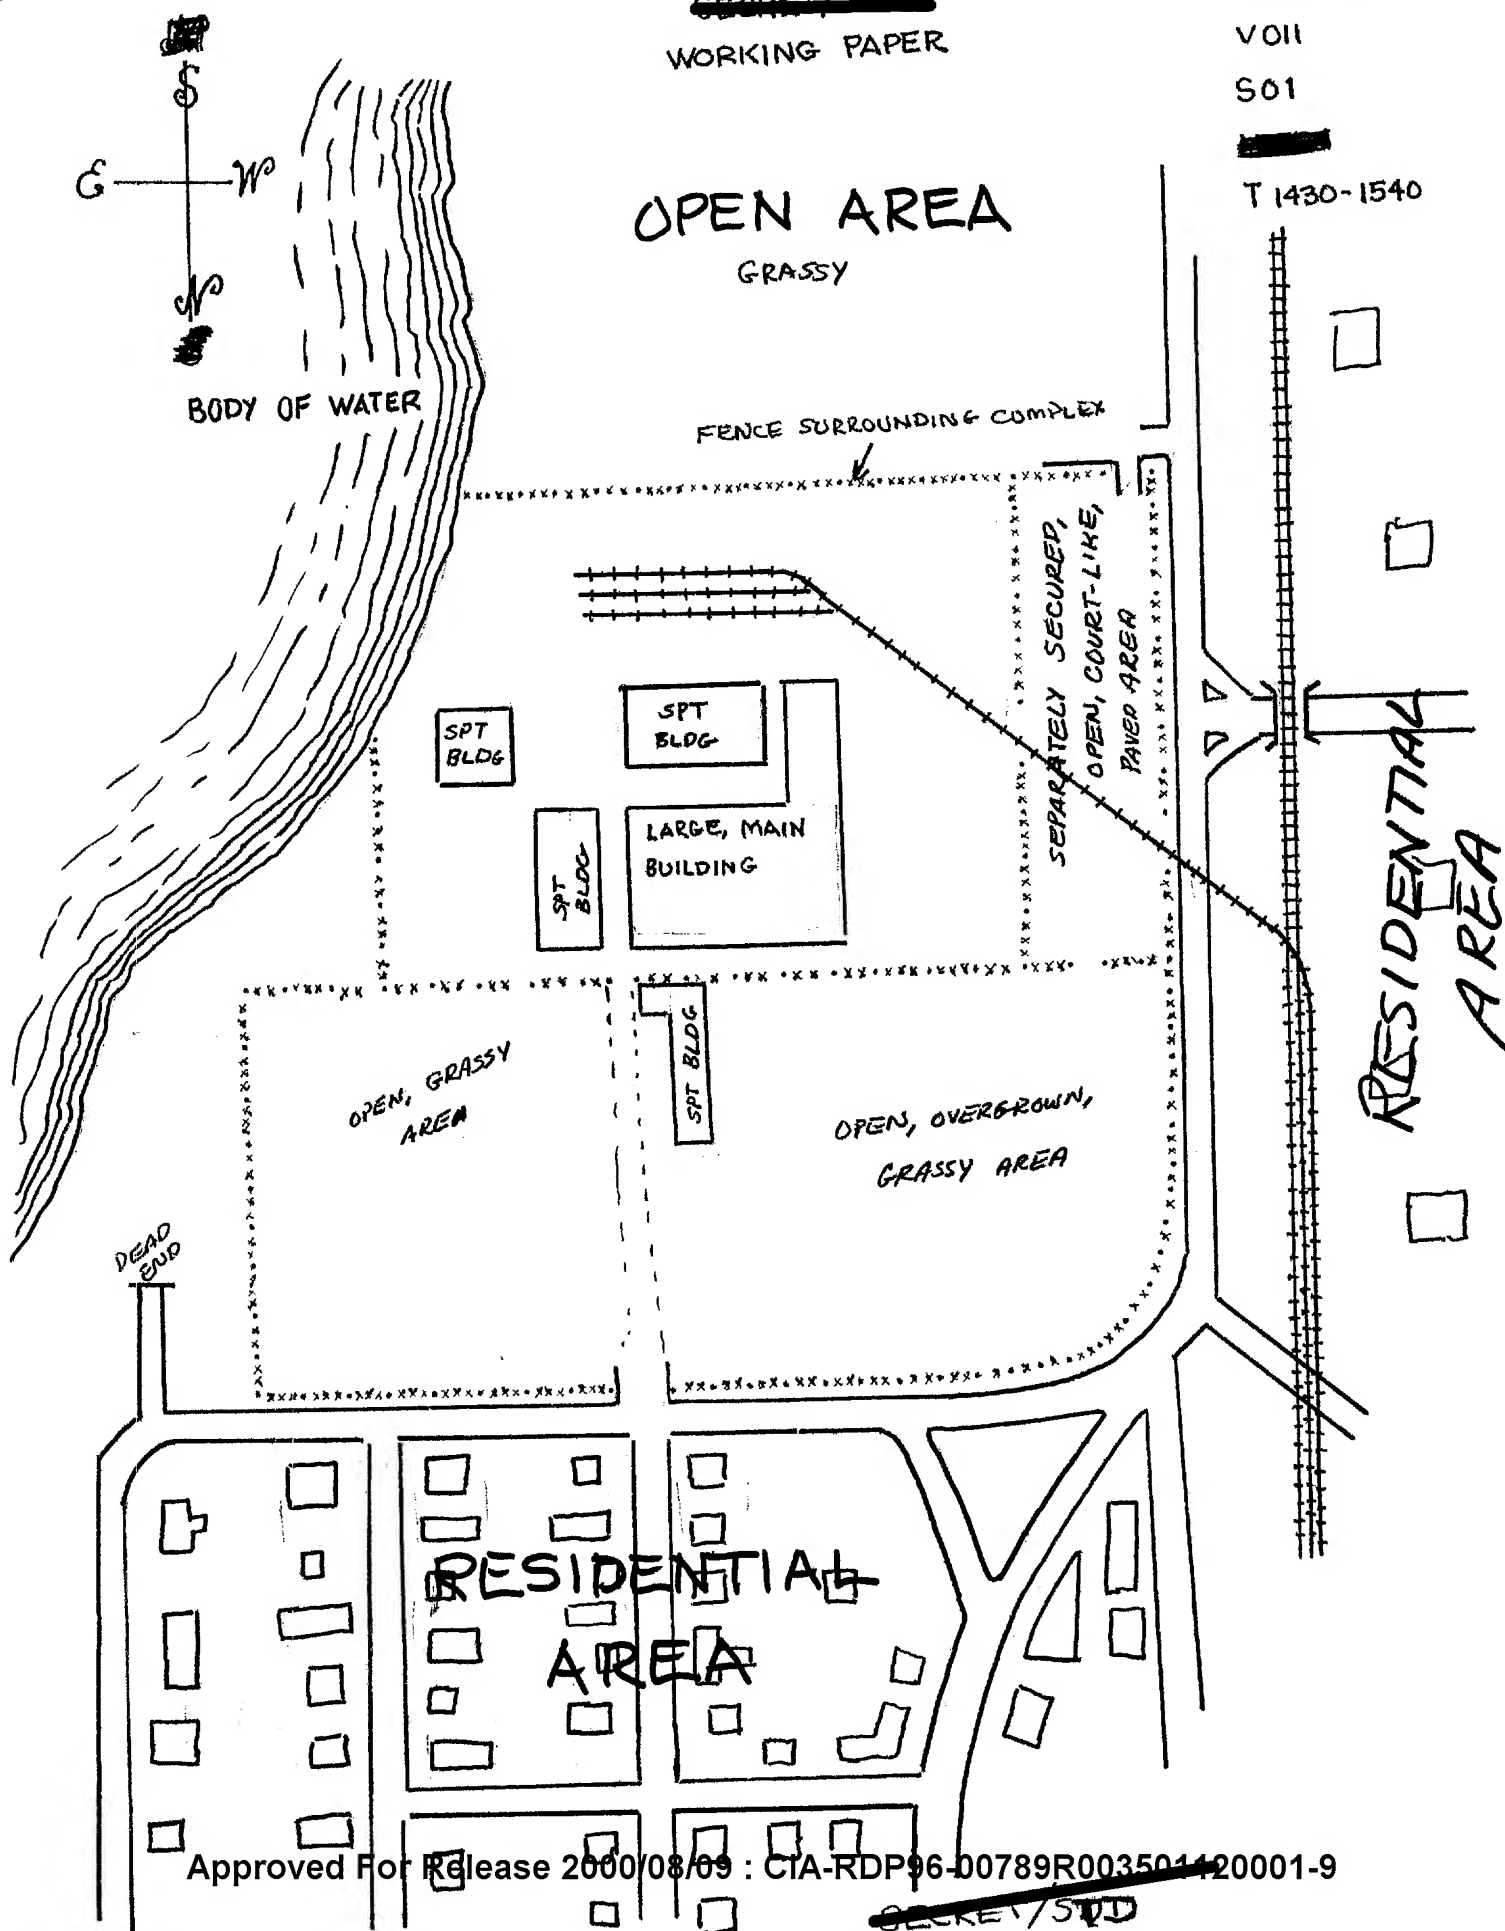 WORKING PAPER
V011
S01
T 1430-1540
S
E
W
N
OPEN AREA
GRASSY
BODY OF WATER
FENCE SURROUNDING COMPLEX
SEPARATELY SECURED,
OPEN, COURT-LIKE,
PAVED AREA
SPT
BLDG
SPT
BLDG
SPT
BLDG
LARGE, MAIN
BUILDING
RESIDENTIAL
AREA
SPT BLDG
OPEN, GRASSY
AREA
OPEN, OVERGROWN,
GRASSY AREA
DEAD
END
RESIDENTIAL
AREA
Approved For Release 2000/08/09 : CIA-RDP96-00789R003501120001-9